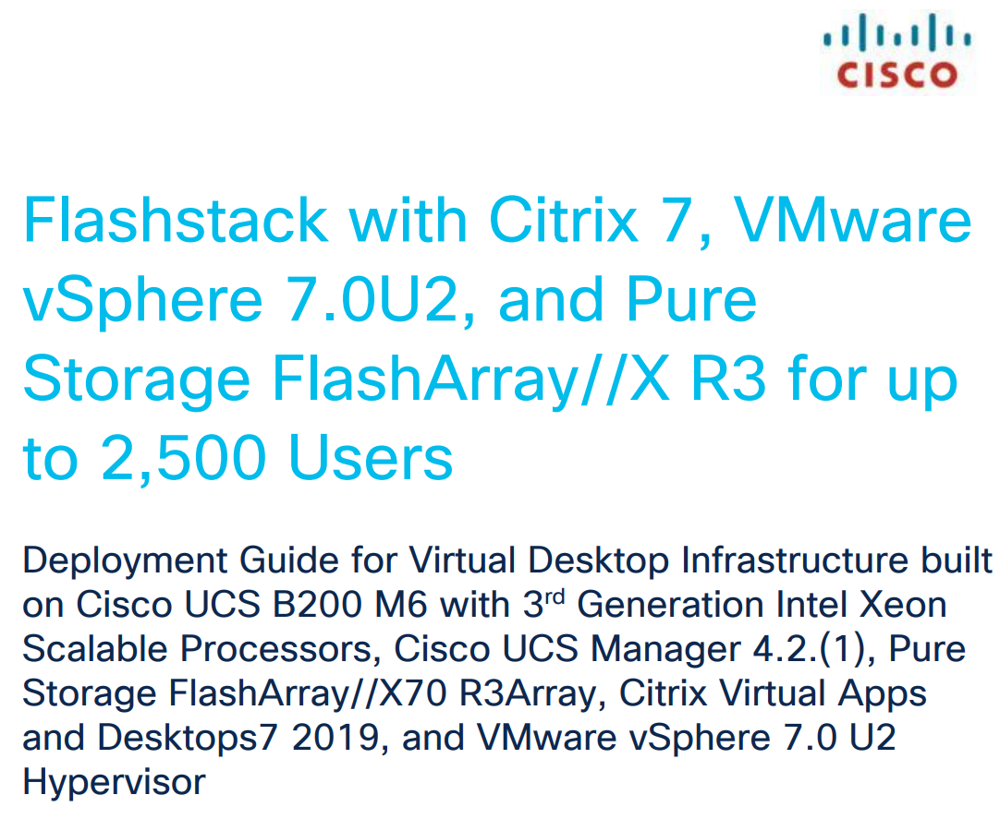 CISCO
Flashstack with Citrix 7, VMware
vSphere 7.0U2, and Pure
Storage FlashArray//X R3 for up
to 2,500 Users
Deployment Guide for Virtual Desktop Infrastructure built
on Cisco UCS B200 M6 with 3rd Generation Intel Xeon
Scalable Processors, Cisco UCS Manager 4.2.(1), Pure
Storage FlashArray//X70 R3Array, Citrix Virtual Apps
and Desktops7 2019, and VMware vSphere 7.0 U2
Hypervisor